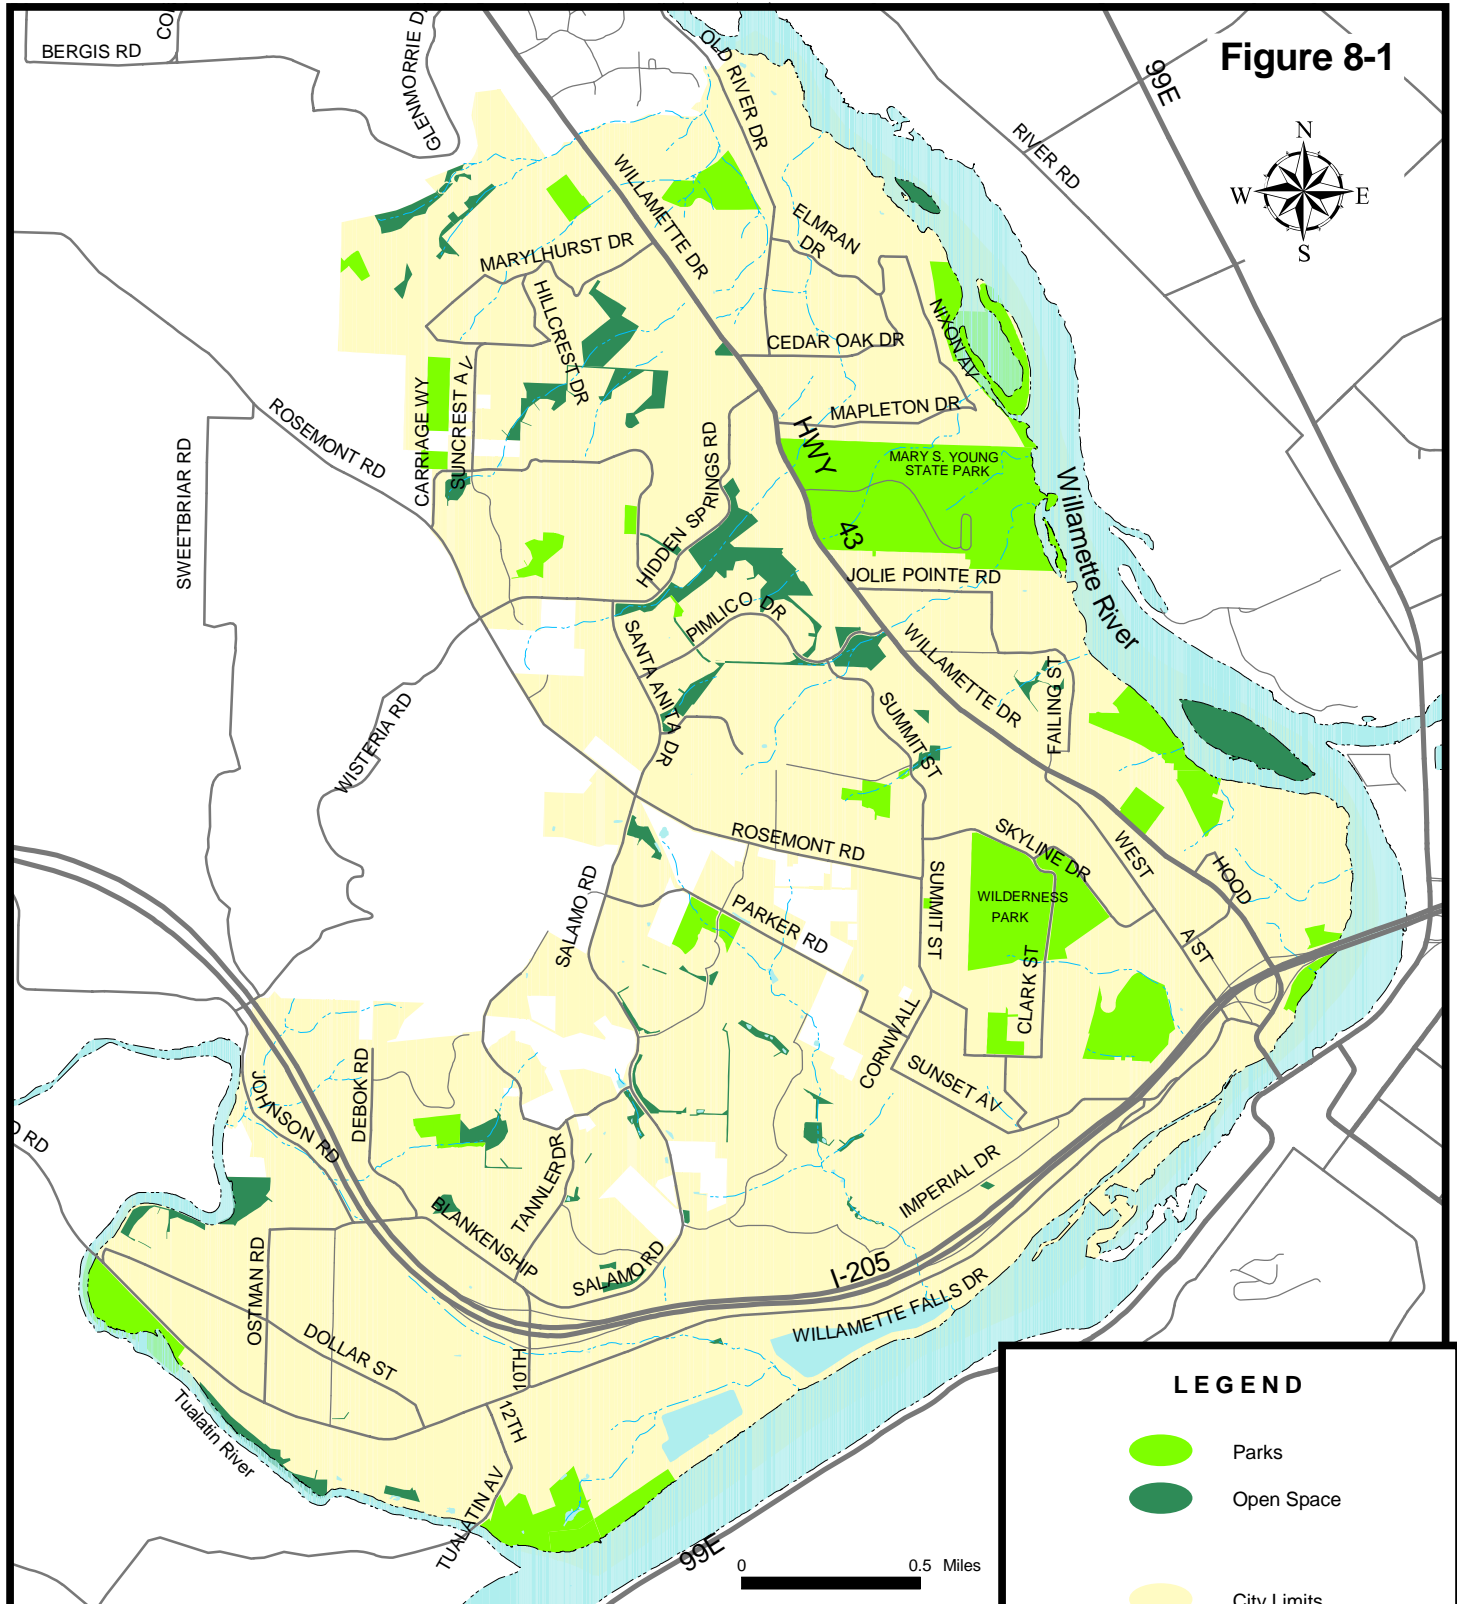 Figure 8-1
BERGIS RD
CO
GLENMORRIE D
OLD RIVER DR
99E
RIVER RD
N
W
E
S
WILLAMETTE DR
ELMRAN
DR
MARYLHURST DR
HILLCREST DR
NIXON AV
CEDAR OAK DR
CARRIAGE WY
SUNCREST AV
MAPLETON DR
ROSEMONT RD
SWEETBRIAR RD
HWY
43
MARY S. YOUNG
STATE PARK
HIDDEN SPRINGS RD
Willamette River
JOLIE POINTE RD
PIMLICO DR
SANTA ANITA DR
WILLAMETTE DR
FAILING ST
SUMMIT ST
WISTERIA RD
ROSEMONT RD
SKYLINE DR
WEST
A ST
HOOD
SUMMIT ST
WILDERNESS
PARK
SALAMO RD
PARKER RD
CLARK ST
CORNWALL
SUNSET AV
DEBOK RD
JOHNSON RD
D RD
TANNLER DR
BLANKENSHIP
IMPERIAL DR
OSTMAN RD
SALAMO RD
I-205
WILLAMETTE FALLS DR
DOLLAR ST
10TH
12TH
Tualatin River
TUALATIN AV
99E
0
0.5 Miles
LEGEND
Parks
Open Space
City Limits